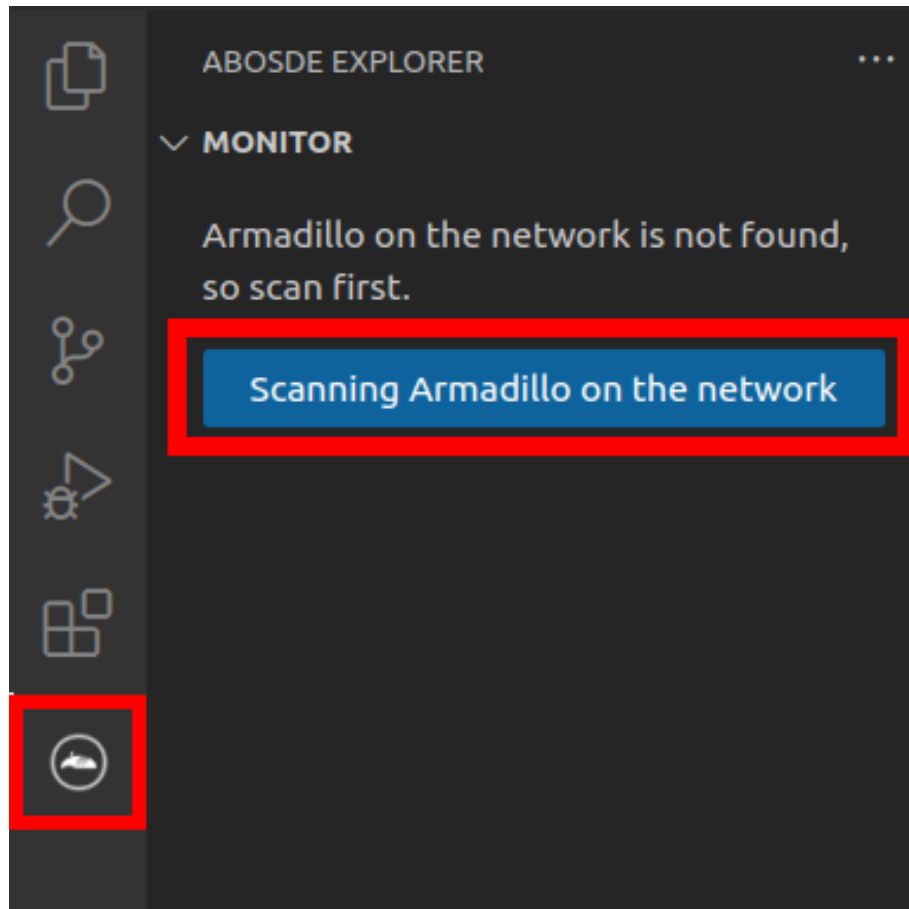 ABOSDE EXPLORER
MONITOR
Armadillo on the network is not found,
so scan first.
Scanning Armadillo on the network